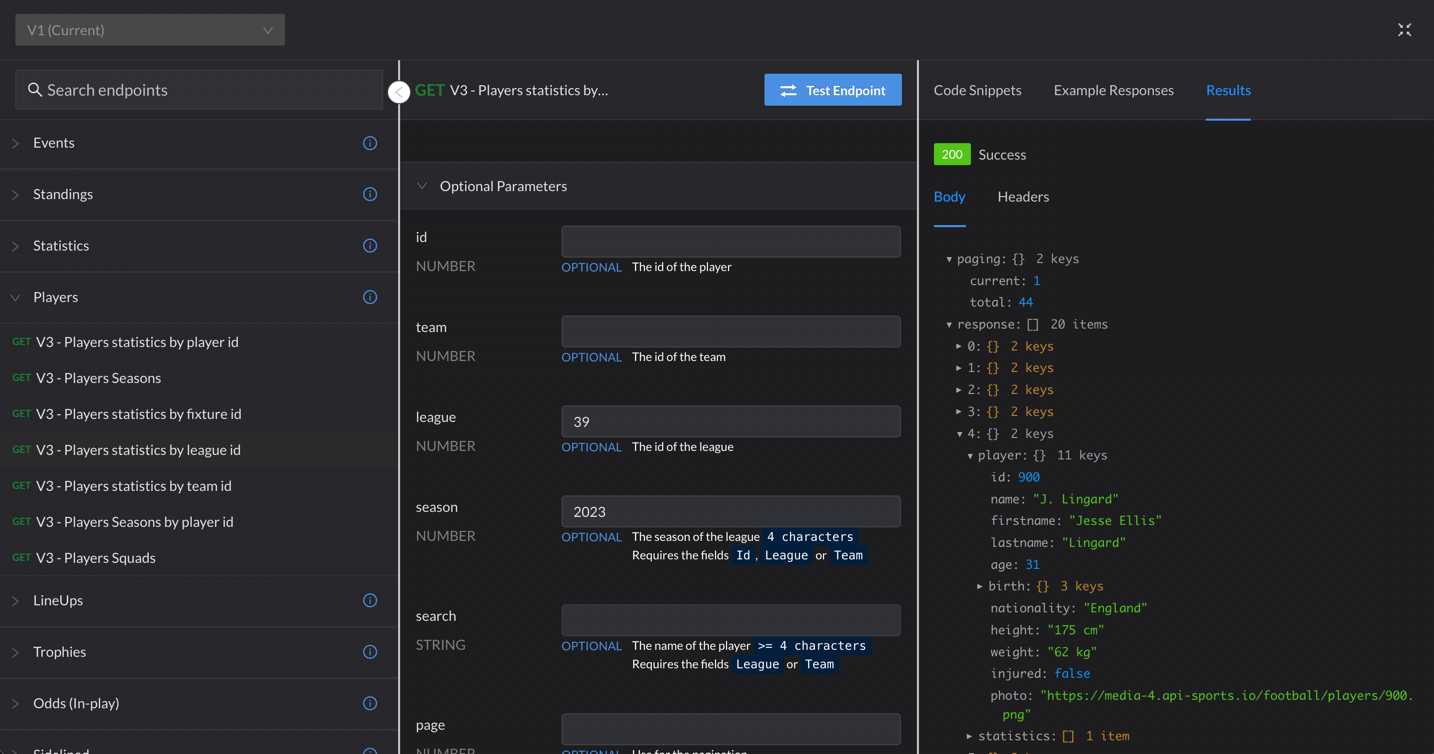 V1 (Current)
Search endpoints
Events
Standings
Statistics
Players
GET V3 - Players statistics by player id
GET V3 - Players Seasons
GET V3 - Players statistics by fixture id
GET V3 - Players statistics by league id
GET V3 - Players statistics by team id
GET V3 - Players Seasons by player id
GET V3 - Players Squads
LineUps
Trophies
Odds (In-play)
Sidelined
GET V3 - Players statistics by...
Test Endpoint
Optional Parameters
id
NUMBER
OPTIONAL The id of the player
team
NUMBER
OPTIONAL The id of the team
league
39
NUMBER
OPTIONAL The id of the league
season
2023
NUMBER
OPTIONAL The season of the league 4 characters
Requires the fields Id , League or Team
search
STRING
OPTIONAL The name of the player >= 4 characters
Requires the fields League or Team
page
NUMBER
OPTIONAL Use for the pagination
Code Snippets Example Responses Results
200 Success
Body Headers
paging: {} 2 keys
current: 1
total: 44
response: [] 20 items
0: {} 2 keys
1: {} 2 keys
2: {} 2 keys
3: {} 2 keys
4: {} 2 keys
player: {} 11 keys
id: 900
name: "J. Lingard"
firstname: "Jesse Ellis"
lastname: "Lingard"
age: 31
birth: {} 3 keys
nationality: "England"
height: "175 cm"
weight: "62 kg"
injured: false
photo: "https://media-4.api-sports.io/football/players/900.
png"
statistics: [] 1 item